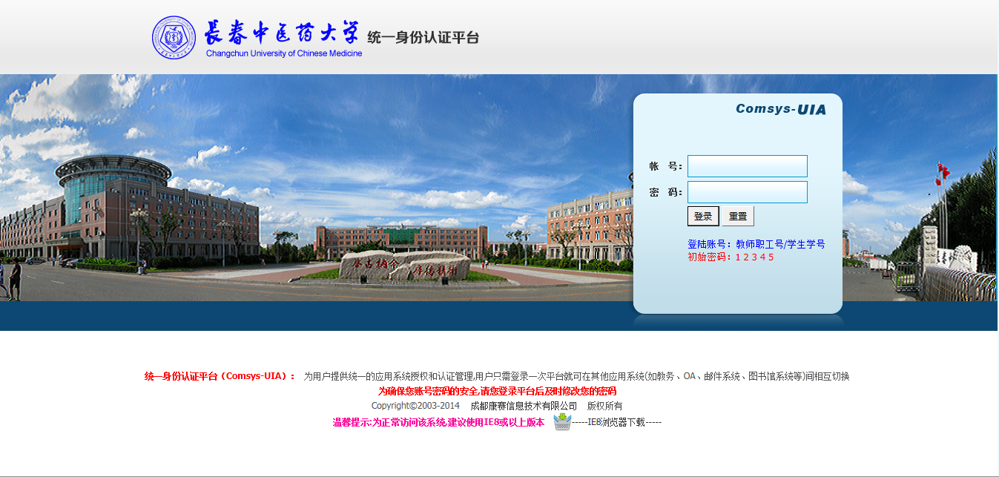 长春中医药大学 统一身份认证平台
Changchun University of Chinese Medicine
Comsys-UIA
帐 号：
密 码：
登录 重置
登陆账号：教师职工号/学生学号
初始密码：1 2 3 4 5
统一身份认证平台（Comsys-UIA）： 为用户提供统一的应用系统授权和认证管理,用户只需登录一次平台就可在其他应用系统(如教务、OA、邮件系统、图书馆系统等)间相互切换
为确保您账号密码的安全,请您登录平台后及时修改您的密码
Copyright©2003-2014 成都康赛信息技术有限公司 版权所有
温馨提示:为正常访问该系统,建议使用IE8或以上版本 -----IE8浏览器下载-----